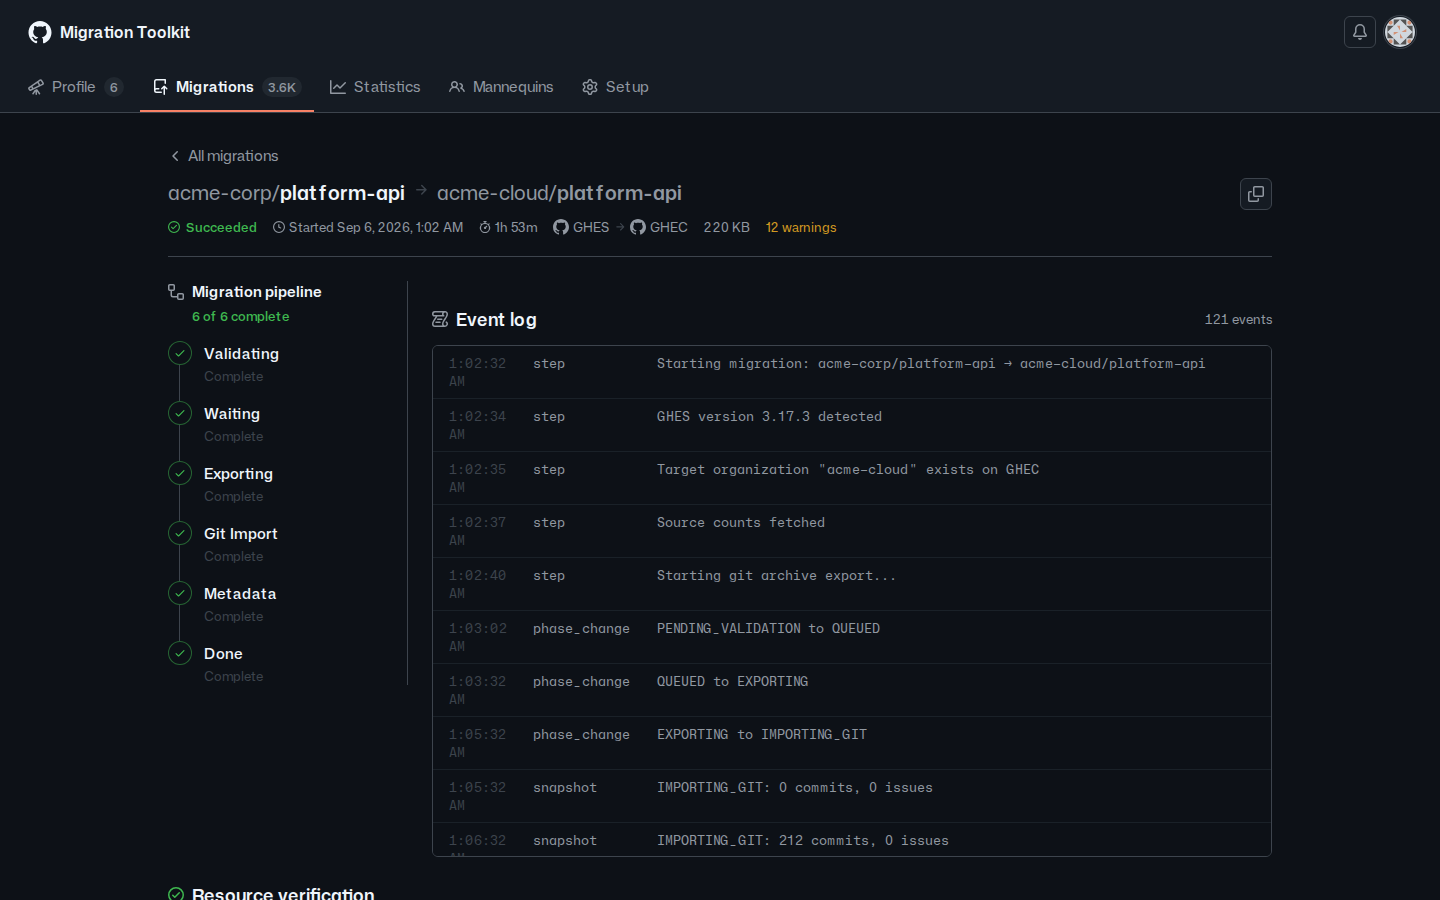 Migration Toolkit
Profile 6 Migrations 3.6K Statistics Mannequins Setup
All migrations
acme-corp/platform-api → acme-cloud/platform-api
Succeeded Started Sep 6, 2026, 1:02 AM 1h 53m GHES → GHEC 220 KB 12 warnings
Migration pipeline
6 of 6 complete
Validating
Complete
Waiting
Complete
Exporting
Complete
Git Import
Complete
Metadata
Complete
Done
Complete
Event log 121 events
1:02:32 AM step Starting migration: acme-corp/platform-api → acme-cloud/platform-api
1:02:34 AM step GHES version 3.17.3 detected
1:02:35 AM step Target organization "acme-cloud" exists on GHEC
1:02:37 AM step Source counts fetched
1:02:40 AM step Starting git archive export...
1:03:02 AM phase_change PENDING_VALIDATION to QUEUED
1:03:32 AM phase_change QUEUED to EXPORTING
1:05:32 AM phase_change EXPORTING to IMPORTING_GIT
1:05:32 AM snapshot IMPORTING_GIT: 0 commits, 0 issues
1:06:32 AM snapshot IMPORTING_GIT: 212 commits, 0 issues
Resource verification